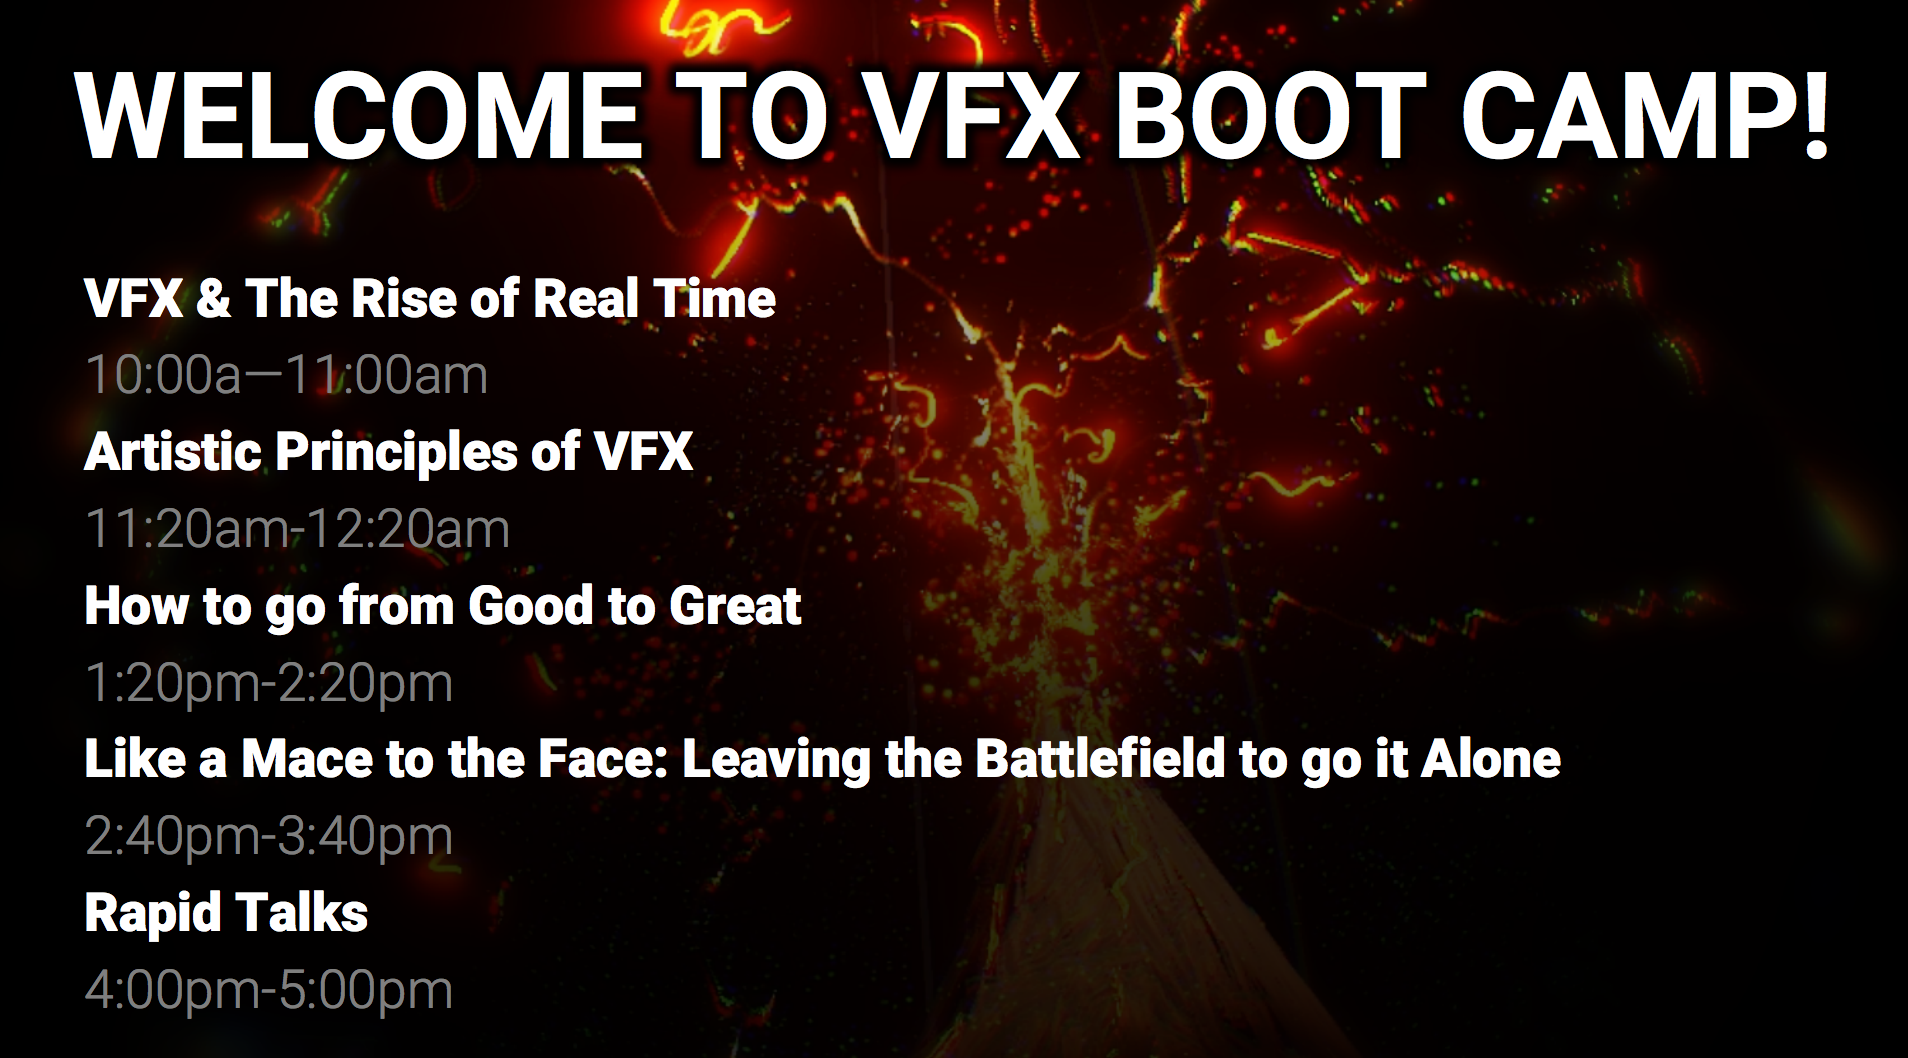 WELCOME TO VFX BOOT CAMP!
VFX & The Rise of Real Time
10:00a—11:00am
Artistic Principles of VFX
11:20am-12:20am
How to go from Good to Great
1:20pm-2:20pm
Like a Mace to the Face: Leaving the Battlefield to go it Alone
2:40pm-3:40pm
Rapid Talks
4:00pm-5:00pm